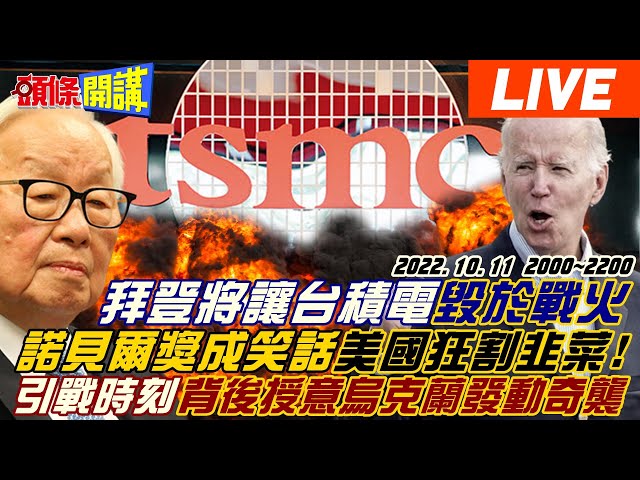 頭條開講
LIVE
tsmc
2022.10.11 2000~2200
拜登將讓台積電毀於戰火
諾貝爾獎成笑話美國狂割韭菜!
引戰時刻背後授意烏克蘭發動奇襲